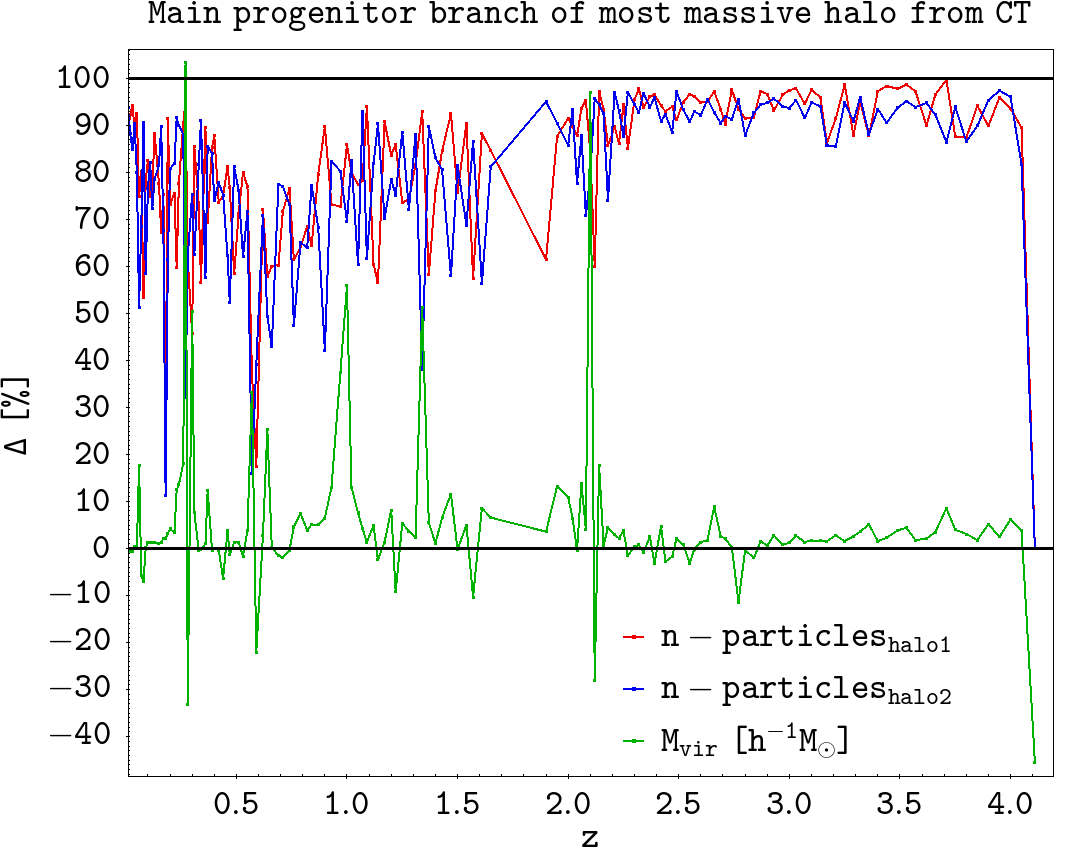 Main progenitor branch of most massive halo from CT
Δ [%]
100
90
80
70
60
50
40
30
20
10
0
−10
−20
−30
−40
n − particles_halo1
n − particles_halo2
M_vir [h⁻¹M_⊙]
0.5 1.0 1.5 2.0 2.5 3.0 3.5 4.0
z